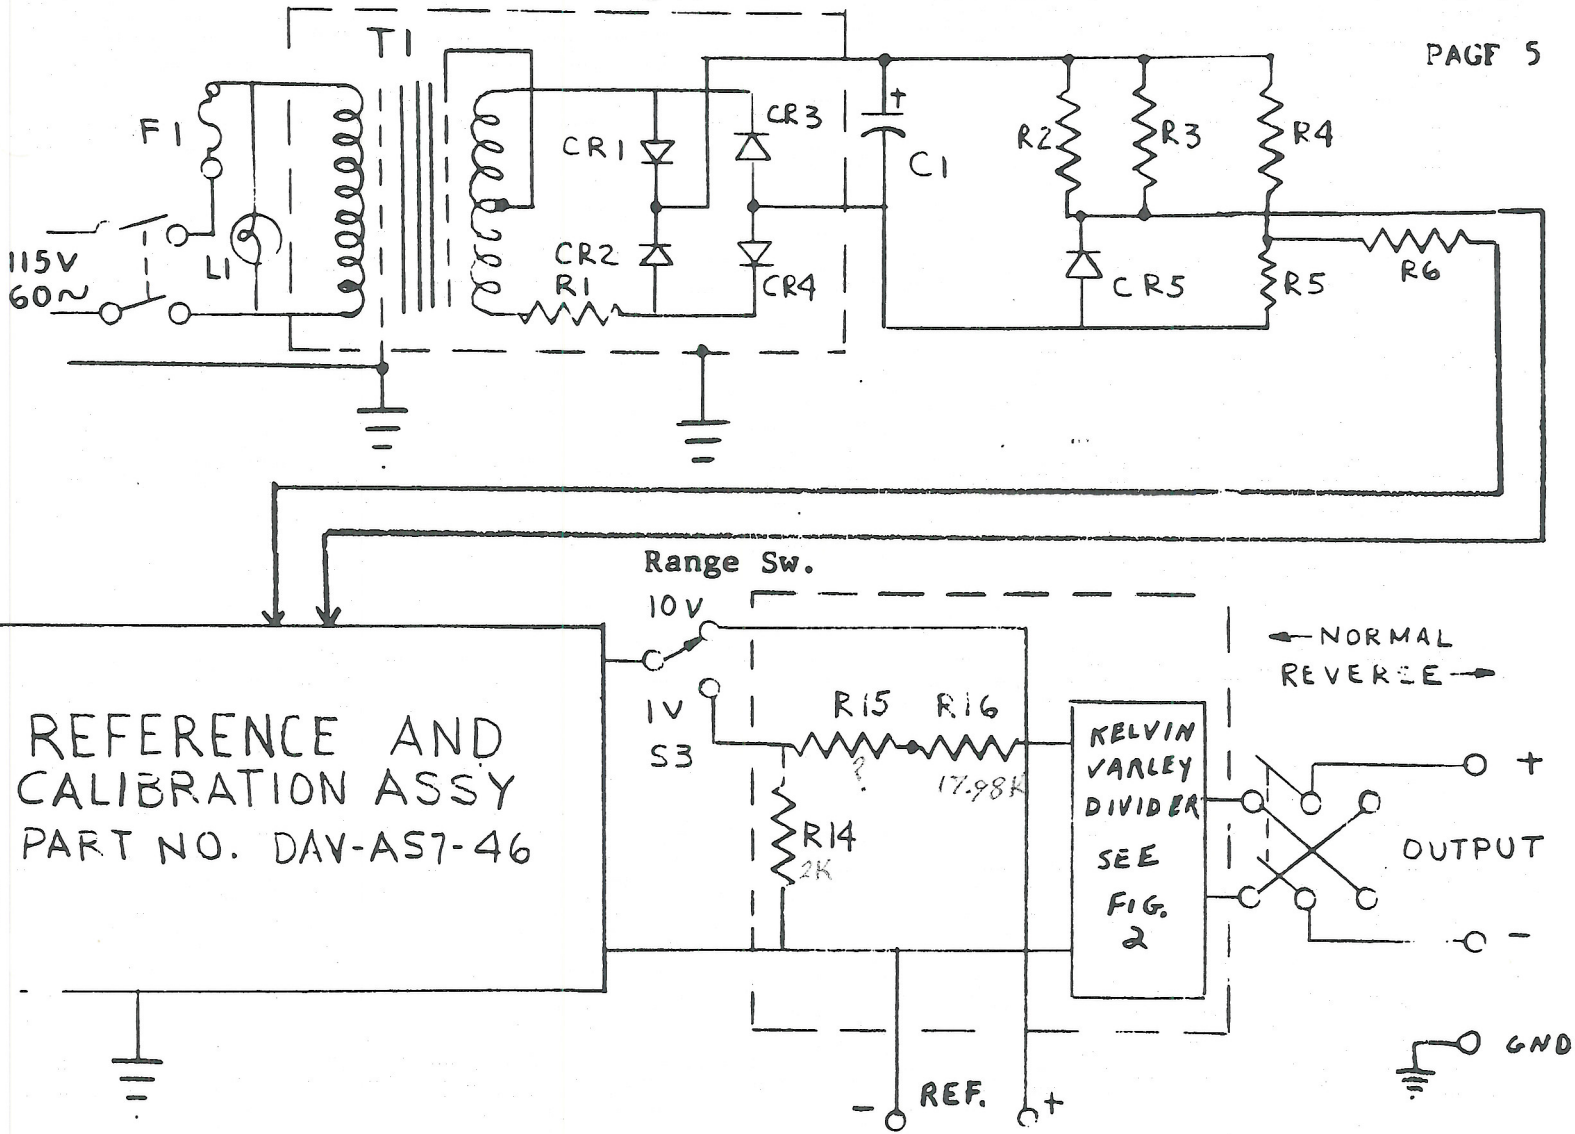 PAGE 5
T1
F1
115V
60~
L1
CR1
CR3
CR2
CR4
R1
C1
R2
R3
R4
CR5
R5
R6
Range Sw.
10V
1V
S3
R15
R16
?
17.98K
R14
2K
REFERENCE AND
CALIBRATION ASSY
PART NO. DAV-AS7-46
KELVIN
VARLEY
DIVIDER
SEE
FIG.
2
NORMAL
REVERSE
+
OUTPUT
-
GND
- REF. +